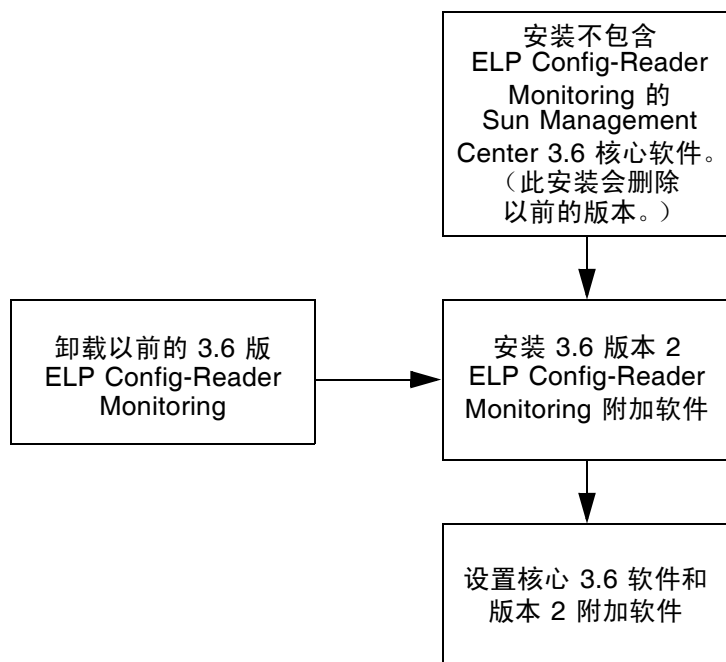 安装不包含
ELP Config-Reader
Monitoring 的
Sun Management
Center 3.6 核心软件。
（此安装会删除
以前的版本。）
卸载以前的 3.6 版
ELP Config-Reader
Monitoring
安装 3.6 版本 2
ELP Config-Reader
Monitoring 附加软件
设置核心 3.6 软件和
版本 2 附加软件